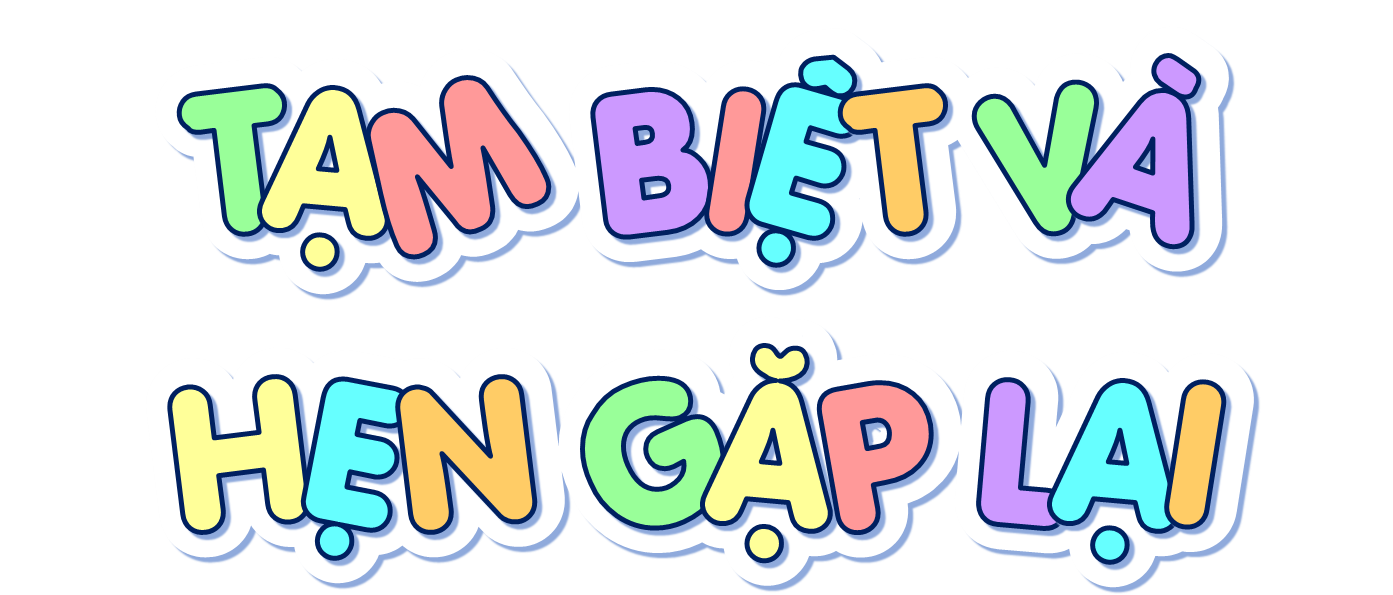 TẠM BIỆT VÀ
HẸN GẶP LẠI